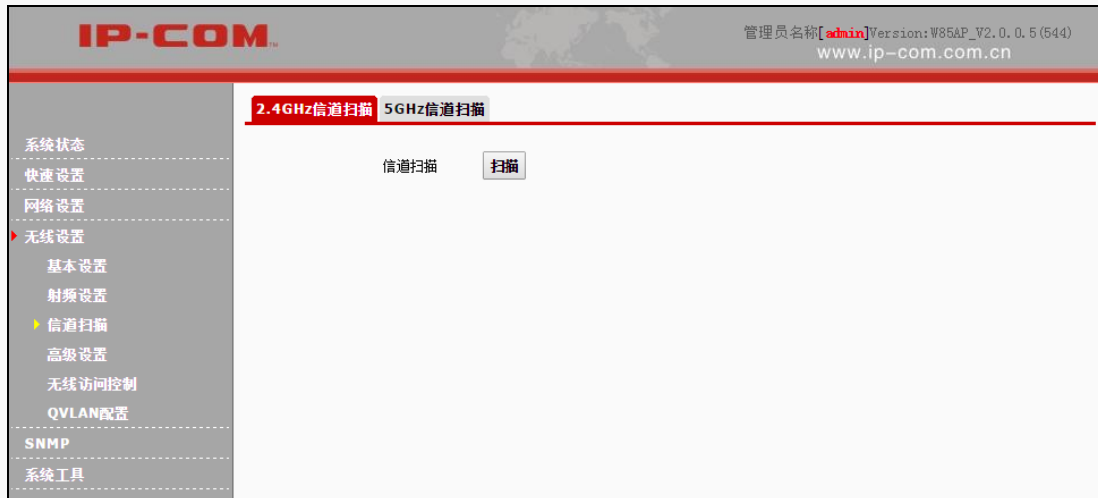 IP-COM
管理员名称[admin]Version:W85AP_V2.0.0.5(544)
www.ip-com.com.cn
2.4GHz信道扫描 5GHz信道扫描
信道扫描 扫描
系统状态
快速设置
网络设置
无线设置
基本设置
射频设置
信道扫描
高级设置
无线访问控制
QVLAN配置
SNMP
系统工具